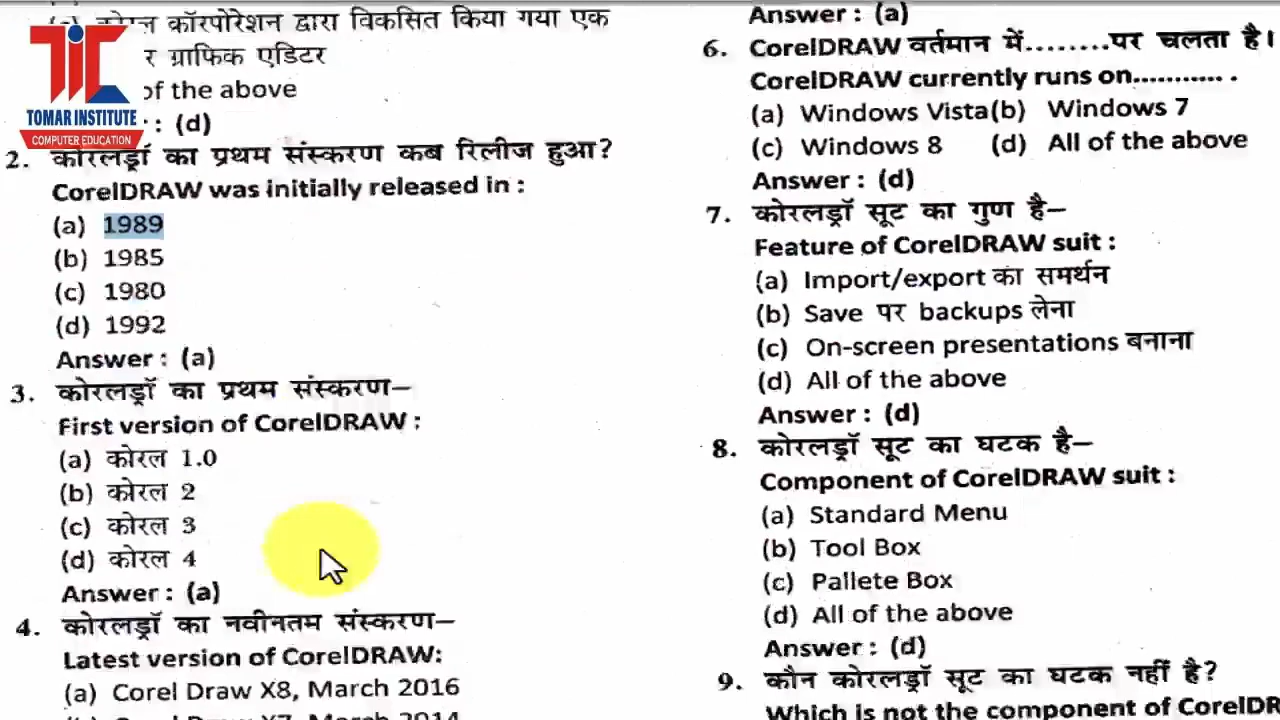 कॉरपोरेशन द्वारा विकसित किया गया एक
र ग्राफिक एडिटर
of the above
: (d)
TIC
TOMAR INSTITUTE
COMPUTER EDUCATION
2. कोरलड्रॉ का प्रथम संस्करण कब रिलीज हुआ?
CorelDRAW was initially released in :
(a) 1989
(b) 1985
(c) 1980
(d) 1992
Answer : (a)
3. कोरलड्रॉ का प्रथम संस्करण–
First version of CorelDRAW :
(a) कोरल 1.0
(b) कोरल 2
(c) कोरल 3
(d) कोरल 4
Answer : (a)
4. कोरलड्रॉ का नवीनतम संस्करण–
Latest version of CorelDRAW:
(a) Corel Draw X8, March 2016
Corel Draw X7, March 2014
Answer : (a)
6. CorelDRAW वर्तमान में........पर चलता है।
CorelDRAW currently runs on........... .
(a) Windows Vista(b) Windows 7
(c) Windows 8 (d) All of the above
Answer : (d)
7. कोरलड्रॉ सूट का गुण है–
Feature of CorelDRAW suit :
(a) Import/export का समर्थन
(b) Save पर backups लेना
(c) On-screen presentations बनाना
(d) All of the above
Answer : (d)
8. कोरलड्रॉ सूट का घटक है–
Component of CorelDRAW suit :
(a) Standard Menu
(b) Tool Box
(c) Pallete Box
(d) All of the above
Answer : (d)
9. कौन कोरलड्रॉ सूट का घटक नहीं है?
Which is not the component of CorelDR